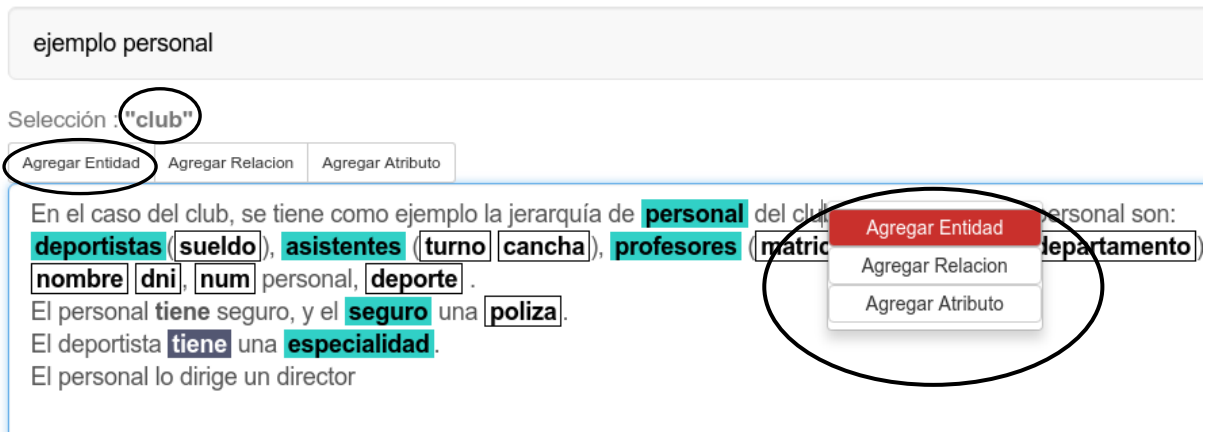 ejemplo personal
Selección : "club"
Agregar Entidad Agregar Relacion Agregar Atributo
En el caso del club, se tiene como ejemplo la jerarquía de personal del club personal son:
deportistas (sueldo), asistentes (turno cancha), profesores (matric departamento)
nombre dni, num personal, deporte .
El personal tiene seguro, y el seguro una poliza.
El deportista tiene una especialidad.
El personal lo dirige un director
Agregar Entidad
Agregar Relacion
Agregar Atributo